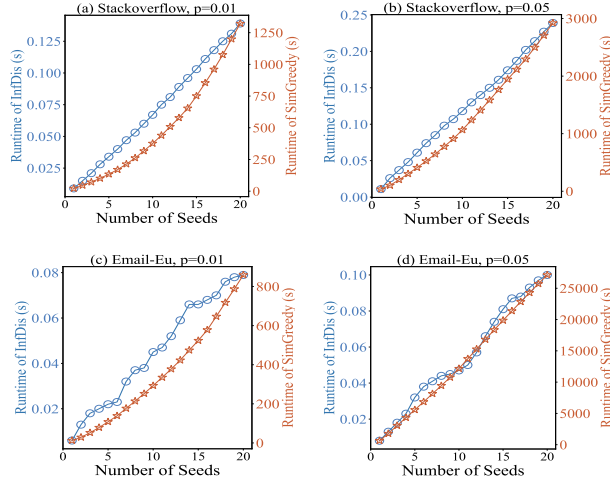 (a) Stackoverflow, p=0.01
Runtime of InfDis (s)
0.125
0.100
0.075
0.050
0.025
1250
1000
750
500
250
0
Runtime of SimGreedy (s)
0 5 10 15 20
Number of Seeds
(b) Stackoverflow, p=0.05
Runtime of InfDis (s)
0.25
0.20
0.15
0.10
0.05
0.00
3000
2000
1000
0
Runtime of SimGreedy (s)
0 5 10 15 20
Number of Seeds
(c) Email-Eu, p=0.01
Runtime of InfDis (s)
0.08
0.06
0.04
0.02
800
600
400
200
0
Runtime of SimGreedy (s)
0 5 10 15 20
Number of Seeds
(d) Email-Eu, p=0.05
Runtime of InfDis (s)
0.10
0.08
0.06
0.04
0.02
25000
20000
15000
10000
5000
0
Runtime of SimGreedy (s)
0 5 10 15 20
Number of Seeds